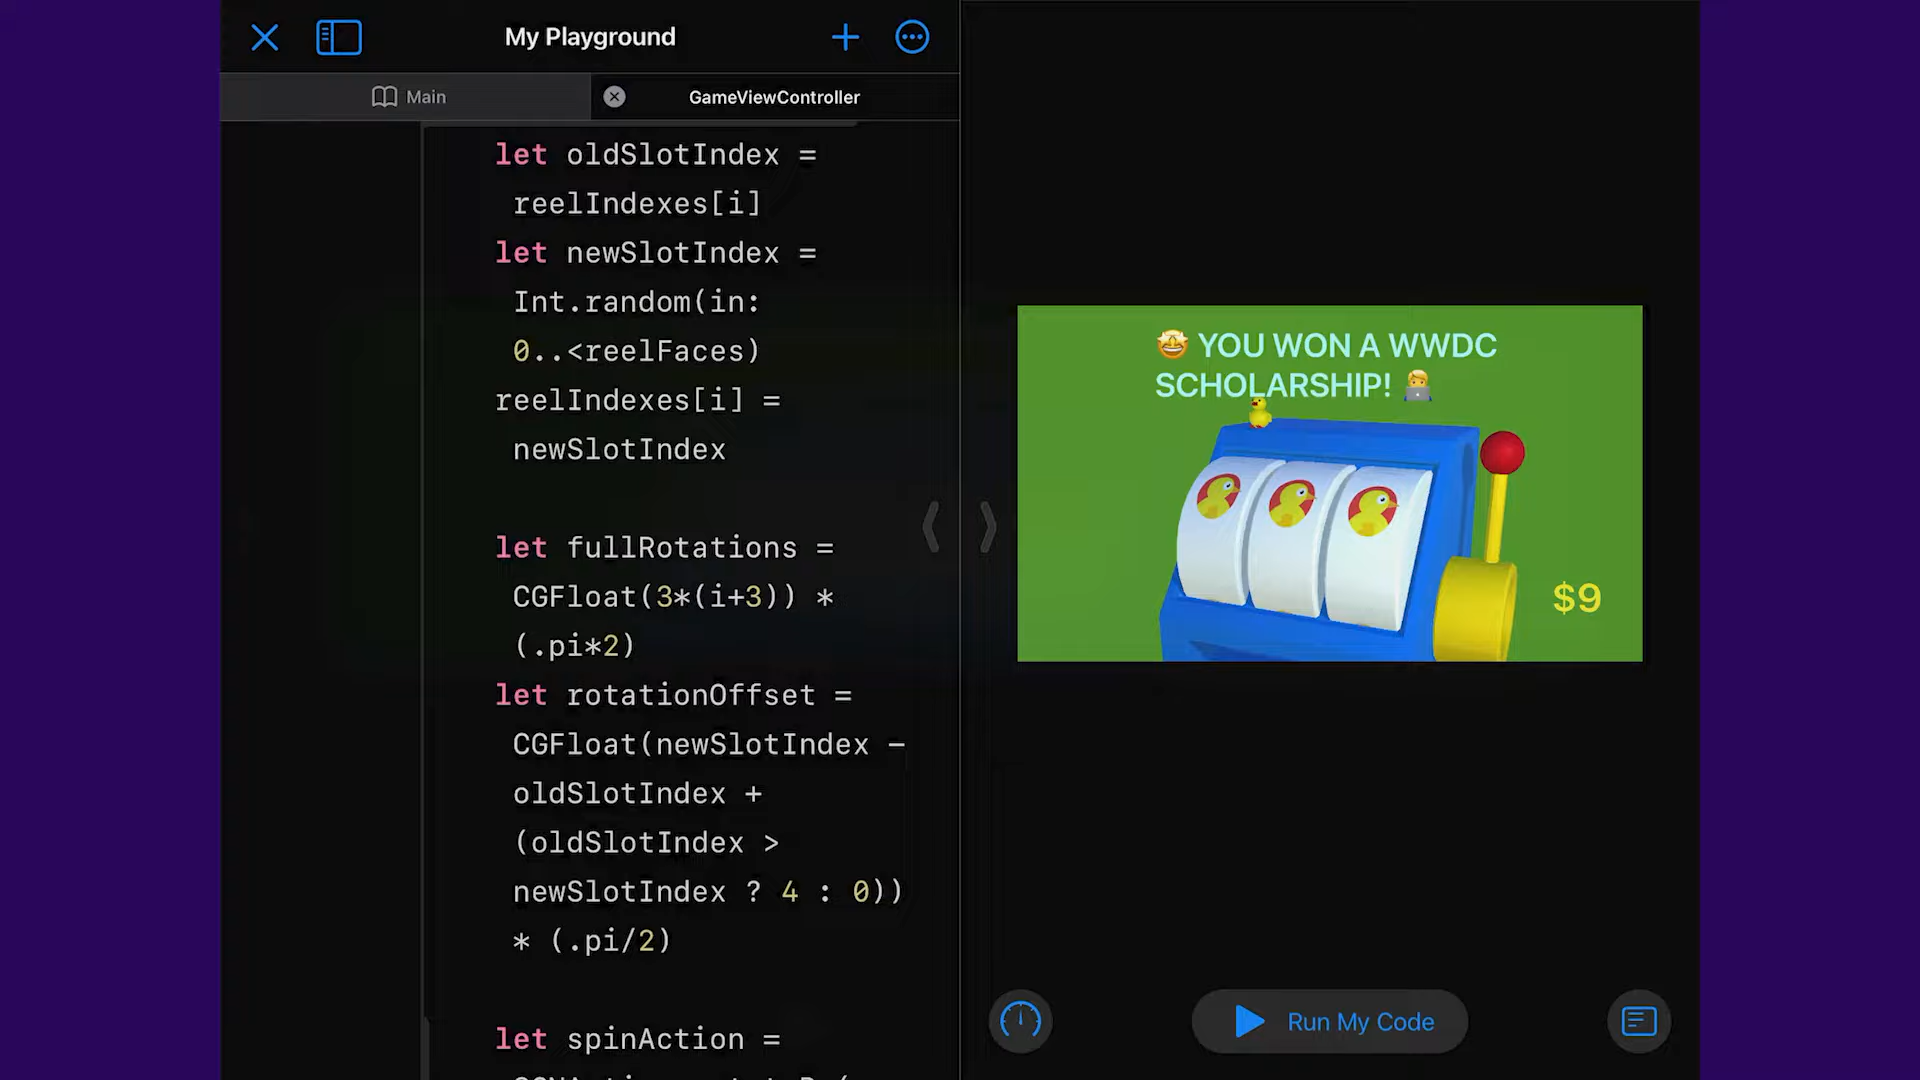 My Playground
Main
GameViewController
let oldSlotIndex =
reelIndexes[i]
let newSlotIndex =
Int.random(in:
0..<reelFaces)
reelIndexes[i] =
newSlotIndex
let fullRotations =
CGFloat(3*(i+3)) *
(.pi*2)
let rotationOffset =
CGFloat(newSlotIndex -
oldSlotIndex +
(oldSlotIndex >
newSlotIndex ? 4 : 0))
* (.pi/2)
let spinAction =
🤩 YOU WON A WWDC
SCHOLARSHIP! 🧑‍💻
$9
Run My Code